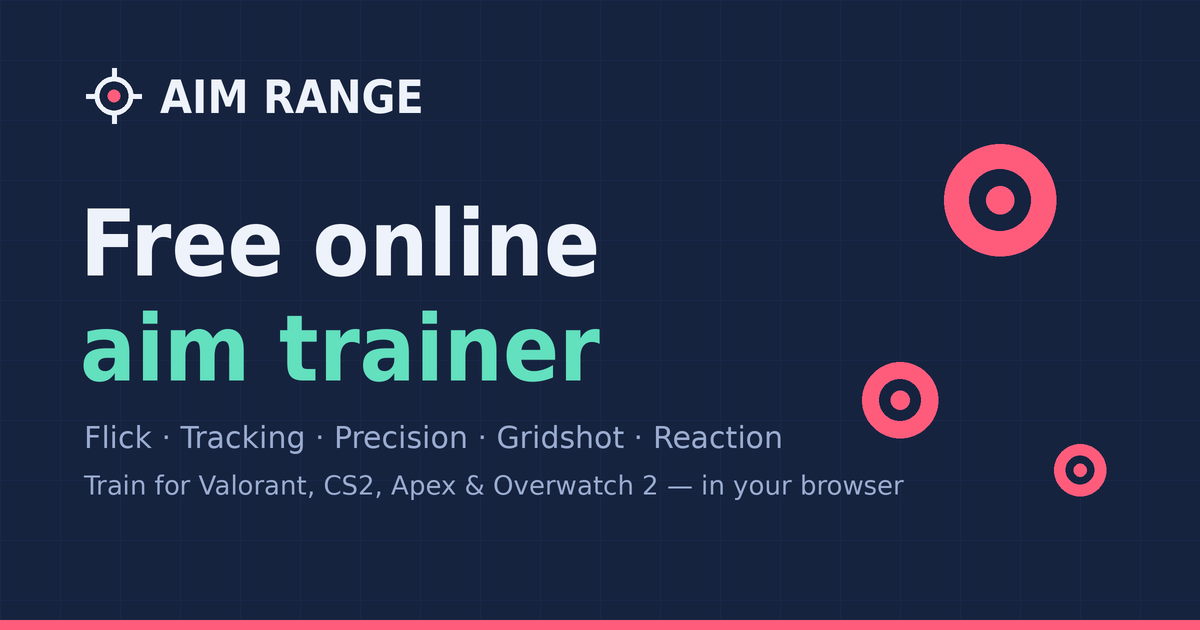 AIM RANGE
Free online
aim trainer
Flick · Tracking · Precision · Gridshot · Reaction
Train for Valorant, CS2, Apex & Overwatch 2 — in your browser